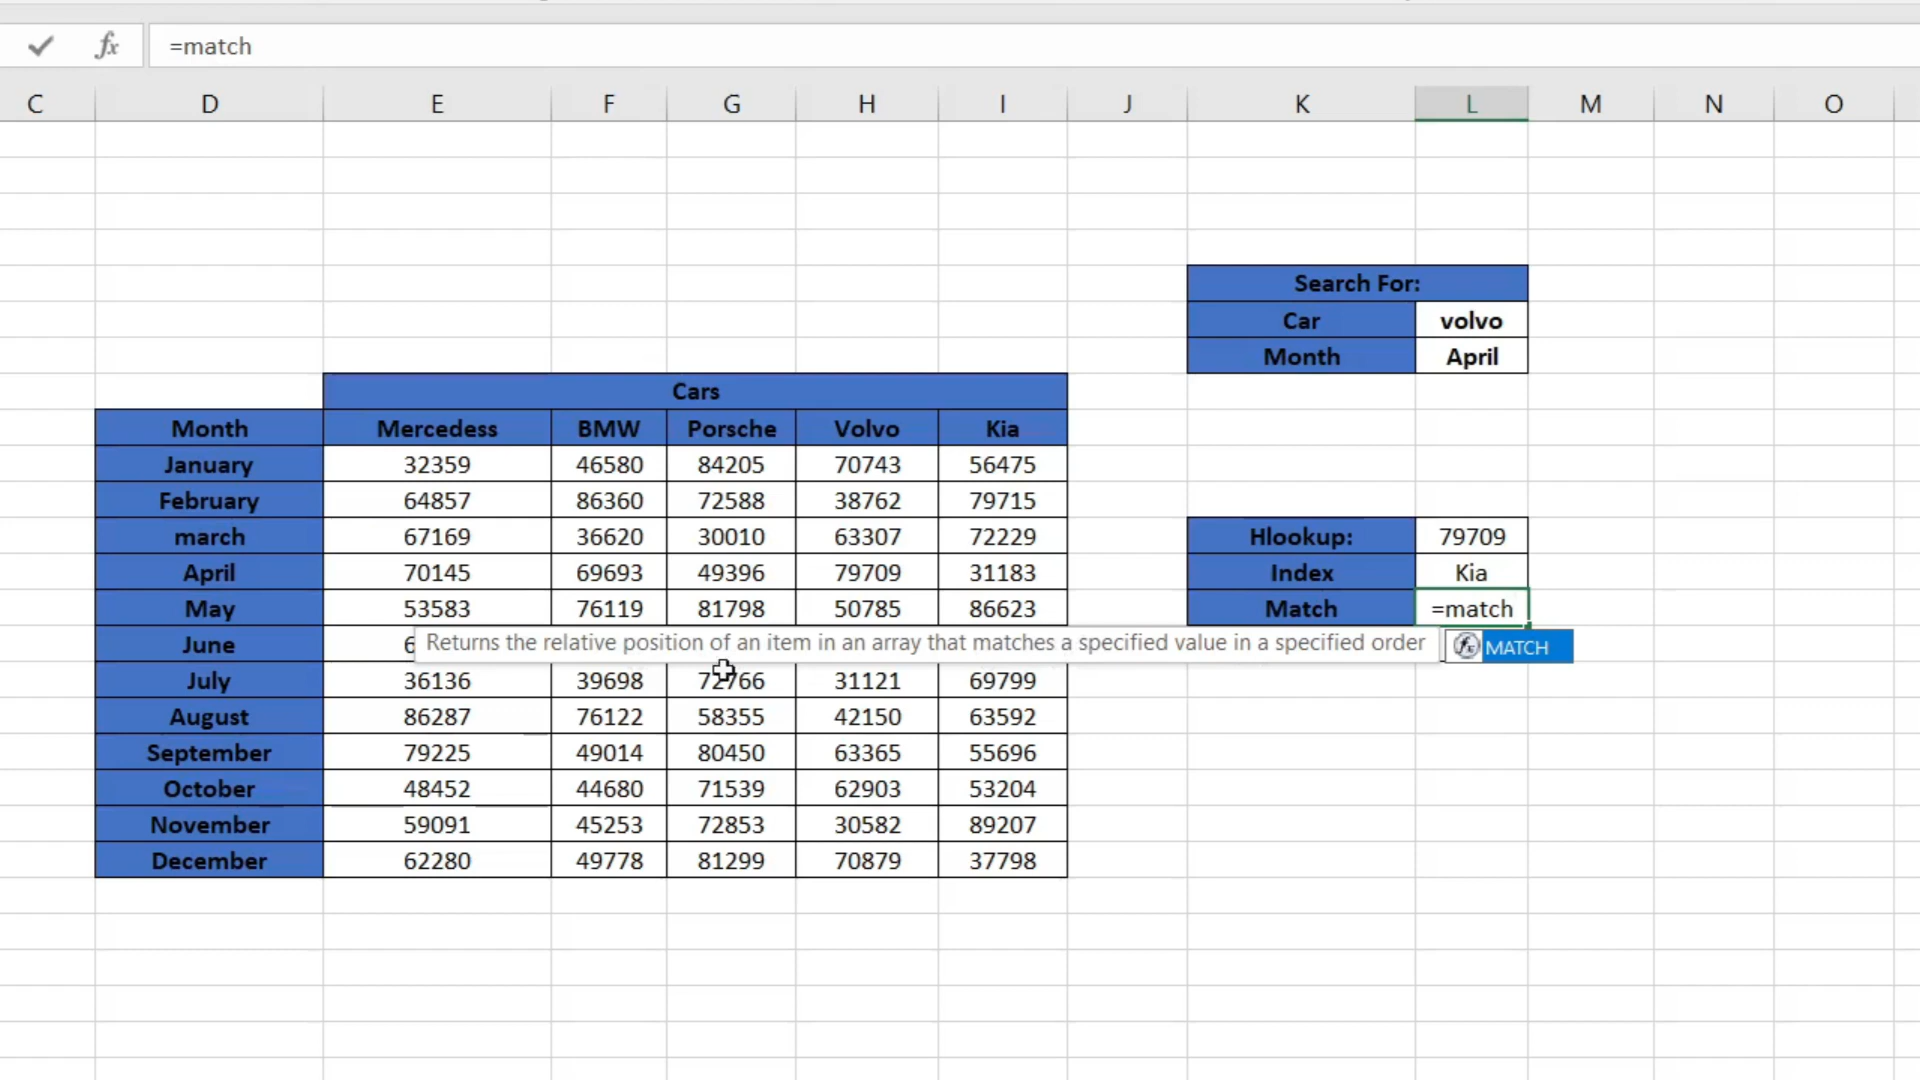 =match
C D E F G H I J K L M N O
Search For:
Car volvo
Month April
Cars
Month Mercedess BMW Porsche Volvo Kia
January 32359 46580 84205 70743 56475
February 64857 86360 72588 38762 79715
march 67169 36620 30010 63307 72229 Hlookup: 79709
April 70145 69693 49396 79709 31183 Index Kia
May 53583 76119 81798 50785 86623 Match =match
June 6 Returns the relative position of an item in an array that matches a specified value in a specified order fx MATCH
July 36136 39698 72766 31121 69799
August 86287 76122 58355 42150 63592
September 79225 49014 80450 63365 55696
October 48452 44680 71539 62903 53204
November 59091 45253 72853 30582 89207
December 62280 49778 81299 70879 37798